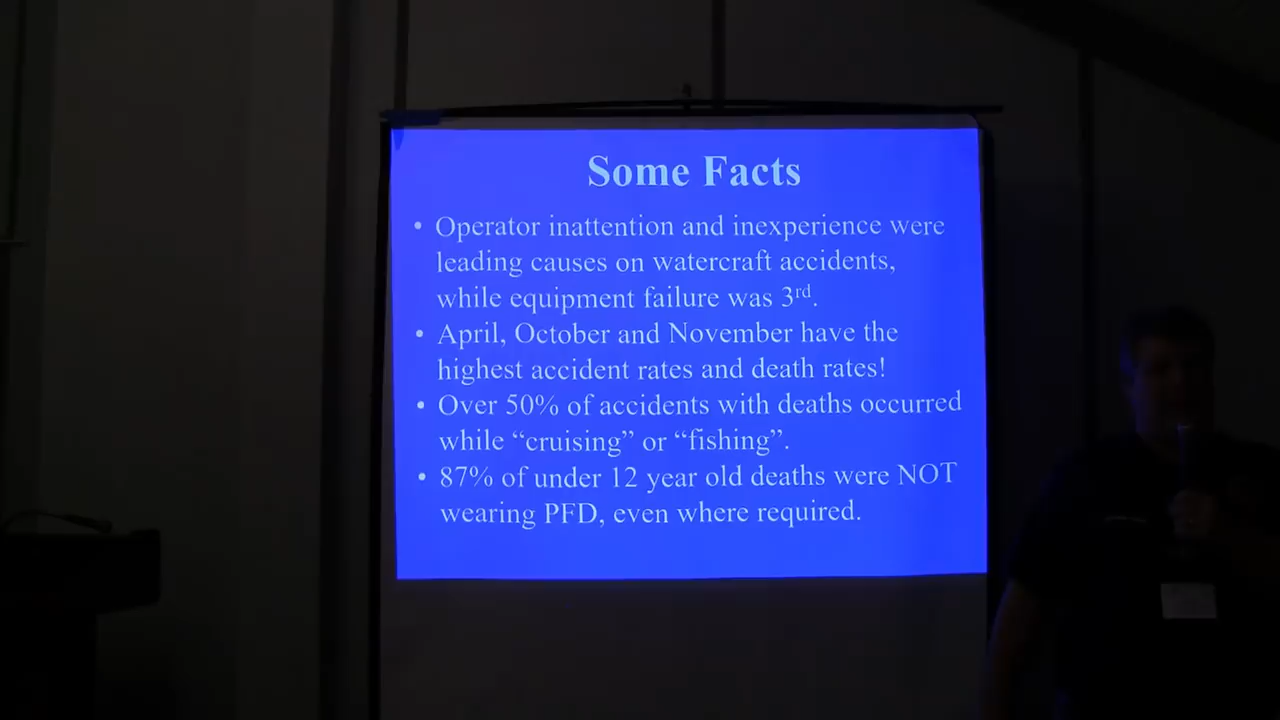 Some Facts
• Operator inattention and inexperience were
leading causes on watercraft accidents,
while equipment failure was 3rd.
• April, October and November have the
highest accident rates and death rates!
• Over 50% of accidents with deaths occurred
while “cruising” or “fishing”.
• 87% of under 12 year old deaths were NOT
wearing PFD, even where required.